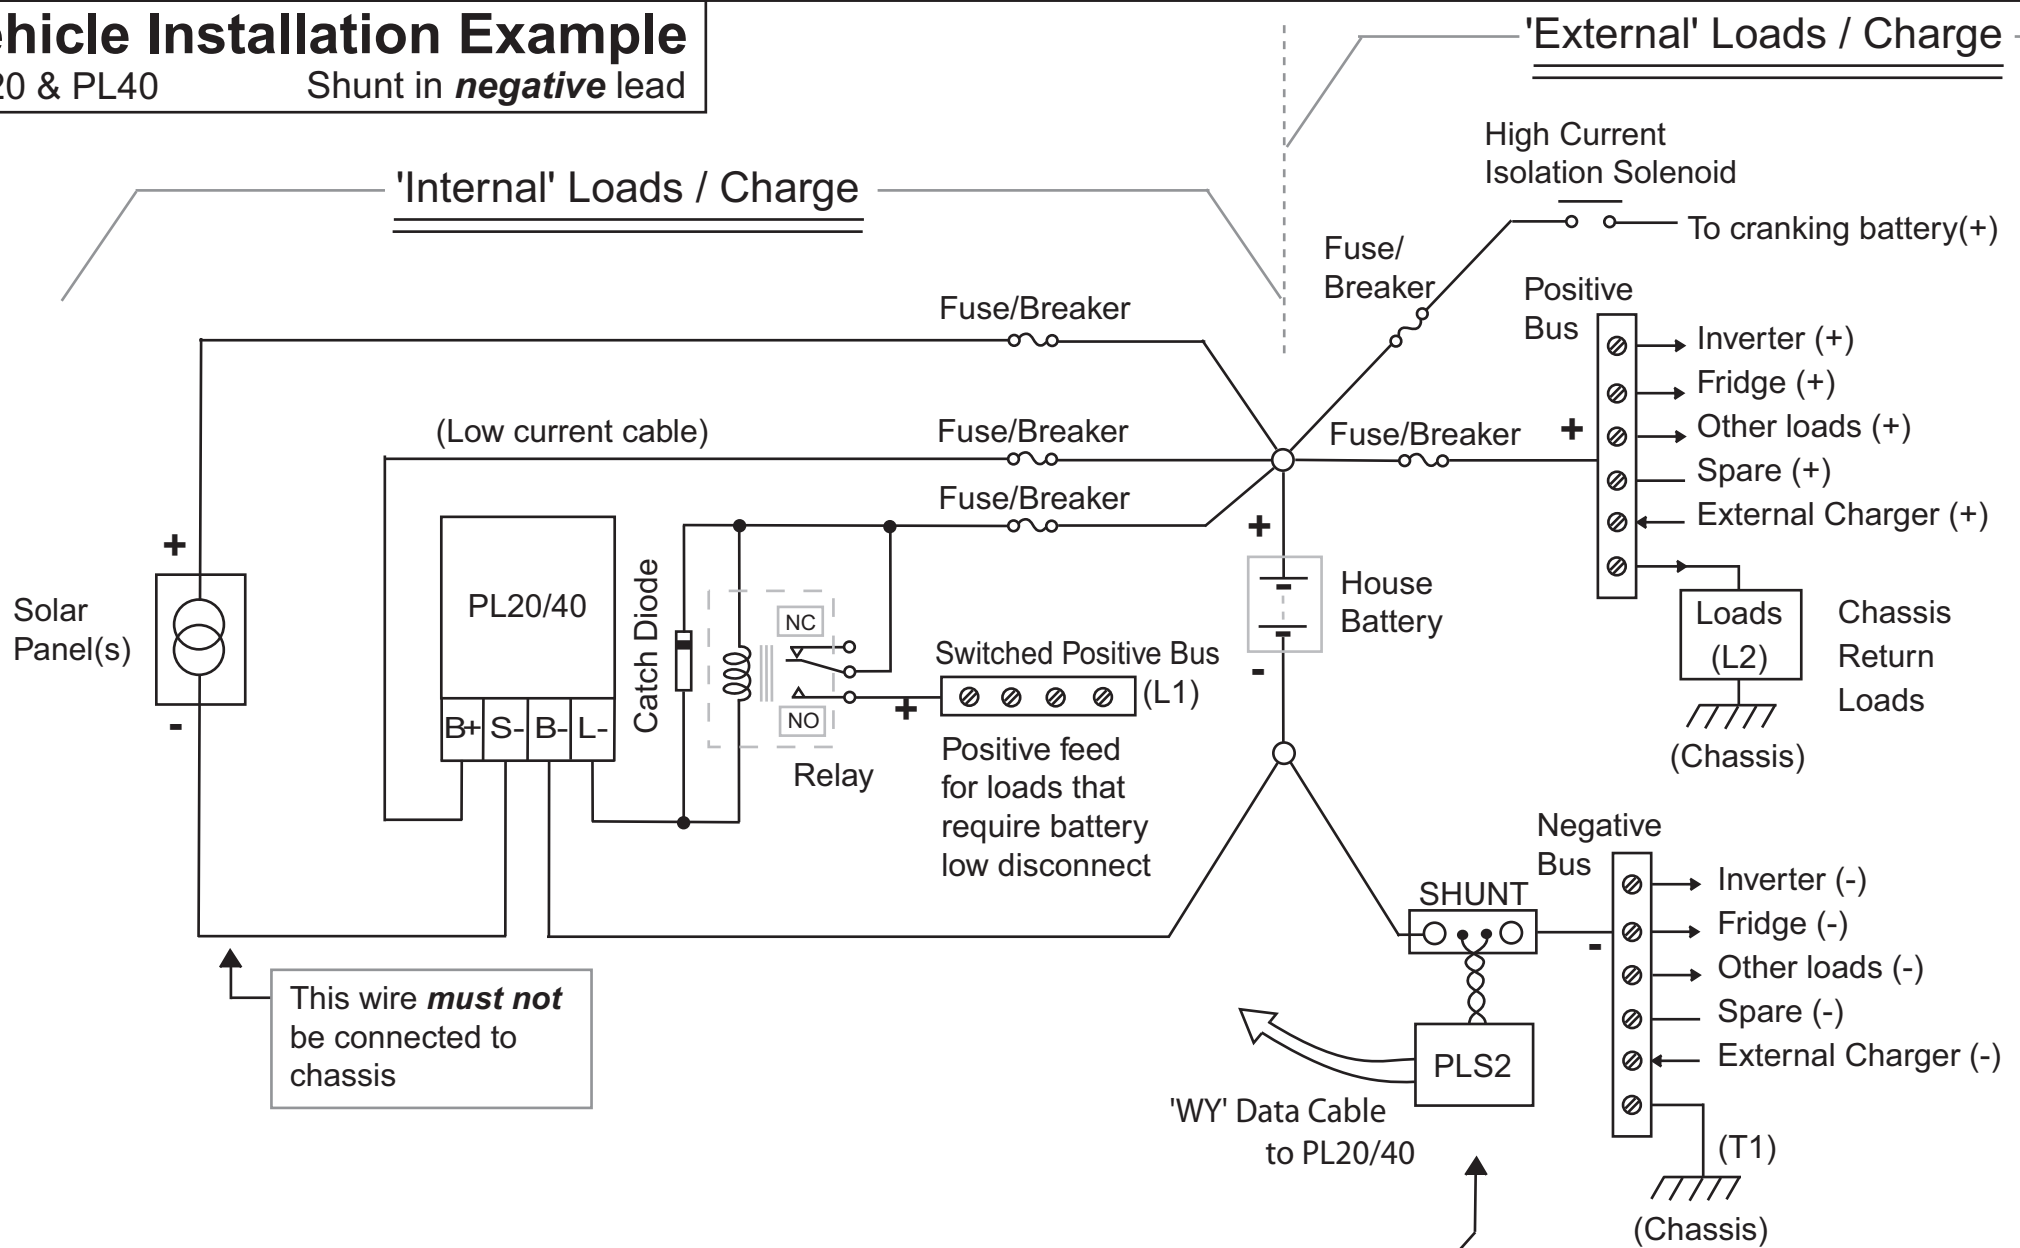 Vehicle Installation Example
20 & PL40 Shunt in negative lead
'External' Loads / Charge
'Internal' Loads / Charge
High Current
Isolation Solenoid
To cranking battery(+)
Fuse/
Breaker
Fuse/Breaker
(Low current cable)
Fuse/Breaker
Fuse/Breaker
Fuse/Breaker
Positive
Bus
+
Inverter (+)
Fridge (+)
Other loads (+)
Spare (+)
External Charger (+)
Loads
(L2)
Chassis
Return
Loads
(Chassis)
+
Solar
Panel(s)
-
PL20/40
B+ S- B- L-
Catch Diode
NC
NO
Relay
Switched Positive Bus
(L1)
+
Positive feed
for loads that
require battery
low disconnect
+
House
Battery
-
This wire must not
be connected to
chassis
Negative
Bus
SHUNT
-
Inverter (-)
Fridge (-)
Other loads (-)
Spare (-)
External Charger (-)
PLS2
'WY' Data Cable
to PL20/40
(T1)
(Chassis)